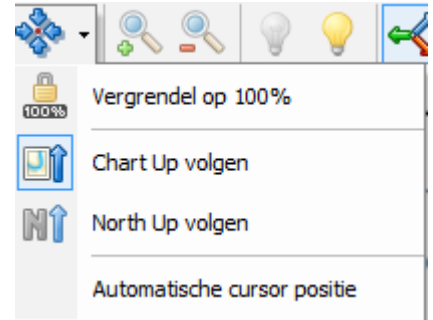 100%
Vergrendel op 100%
Chart Up volgen
N
North Up volgen
Automatische cursor positie